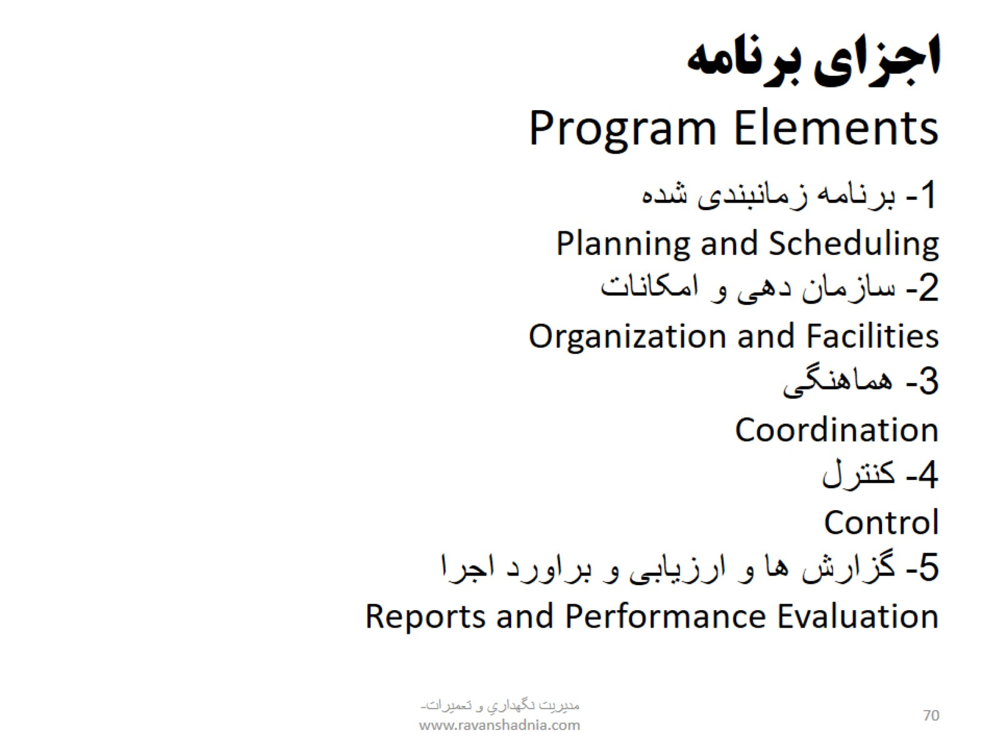 اجزای برنامه
Program Elements
1- برنامه زمانبندی شده
Planning and Scheduling
2- سازمان دهی و امکانات
Organization and Facilities
3- هماهنگی
Coordination
4- کنترل
Control
5- گزارش ها و ارزیابی و براورد اجرا
Reports and Performance Evaluation
مديريت نگهداري و تعميرات-
www.ravanshadnia.com
70